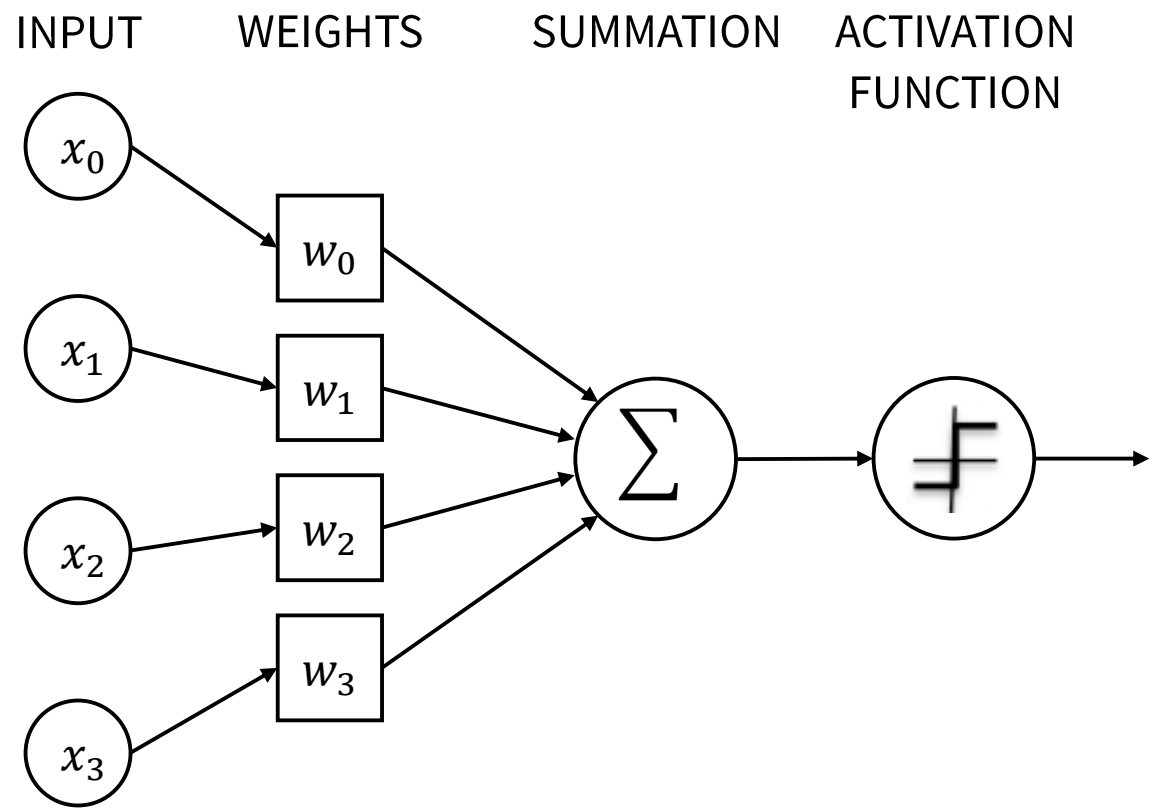 INPUT WEIGHTS SUMMATION ACTIVATION
FUNCTION
x₀
w₀
x₁
w₁
∑
x₂
w₂
w₃
x₃